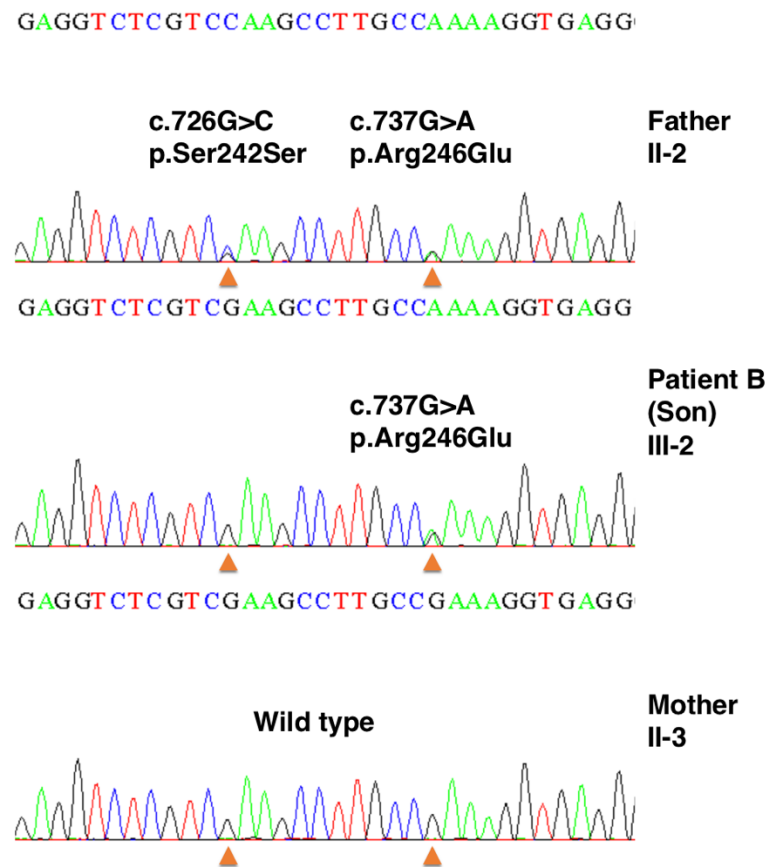 GAGGTCTCGTCCAAGCCTTGCCAAAAGGTGAGG
c.726G>C c.737G>A Father
p.Ser242Ser p.Arg246Glu II-2
GAGGTCTCGTCGAAGCCTTGCCAAAAGGTGAGG
Patient B
c.737G>A (Son)
p.Arg246Glu III-2
GAGGTCTCGTCGAAGCCTTGCCGAAAGGTGAGG
Mother
Wild type II-3